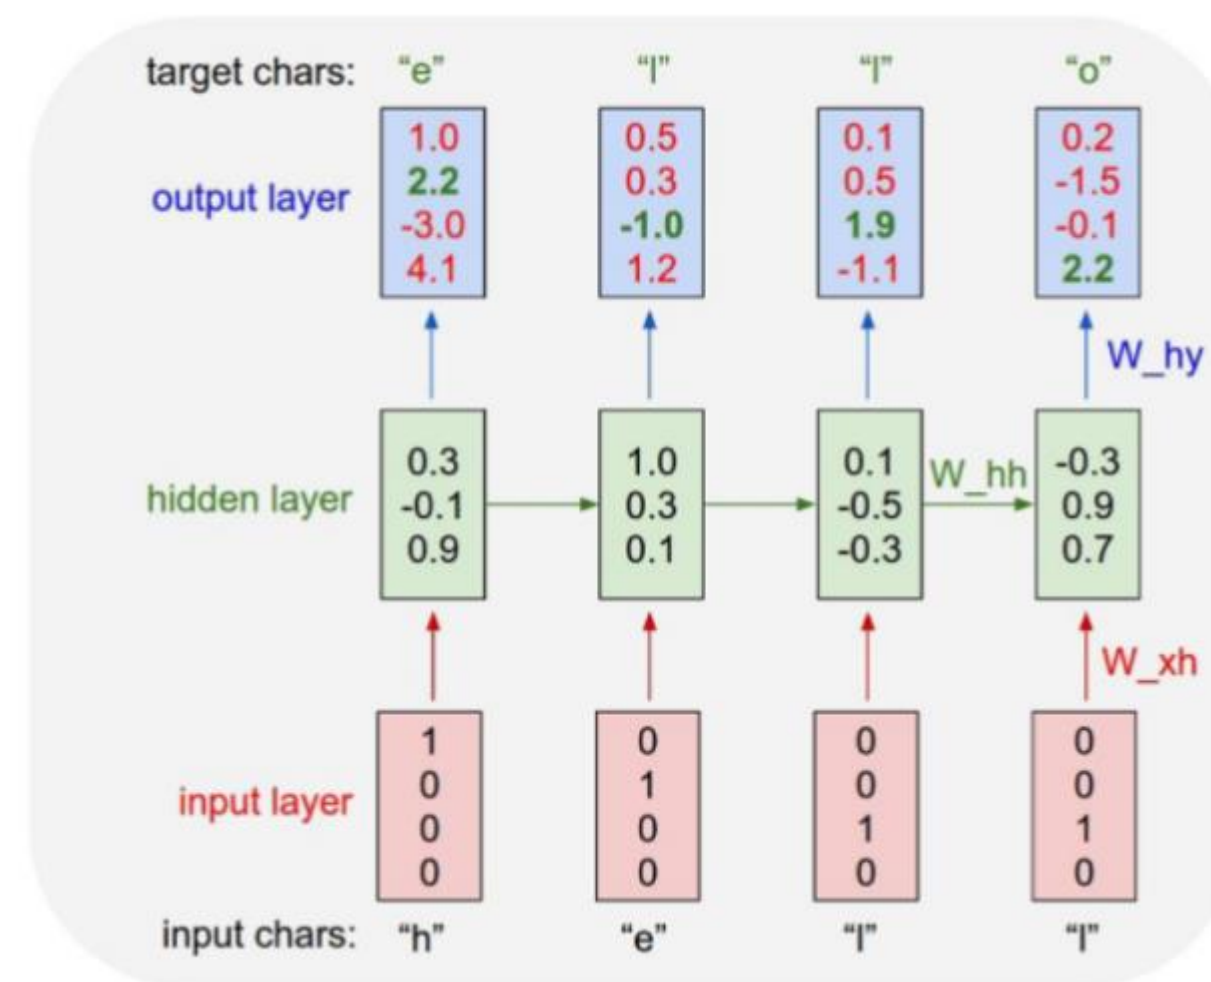 target chars: “e” “l” “l” “o”
1.0 0.5 0.1 0.2
2.2 0.3 0.5 -1.5
output layer
-3.0 -1.0 1.9 -0.1
4.1 1.2 -1.1 2.2
W_hy
0.3 1.0 0.1 -0.3
W_hh
hidden layer -0.1 0.3 -0.5 0.9
0.9 0.1 -0.3 0.7
W_xh
1 0 0 0
0 1 0 0
input layer
0 0 1 1
0 0 0 0
input chars: “h” “e” “l” “l”